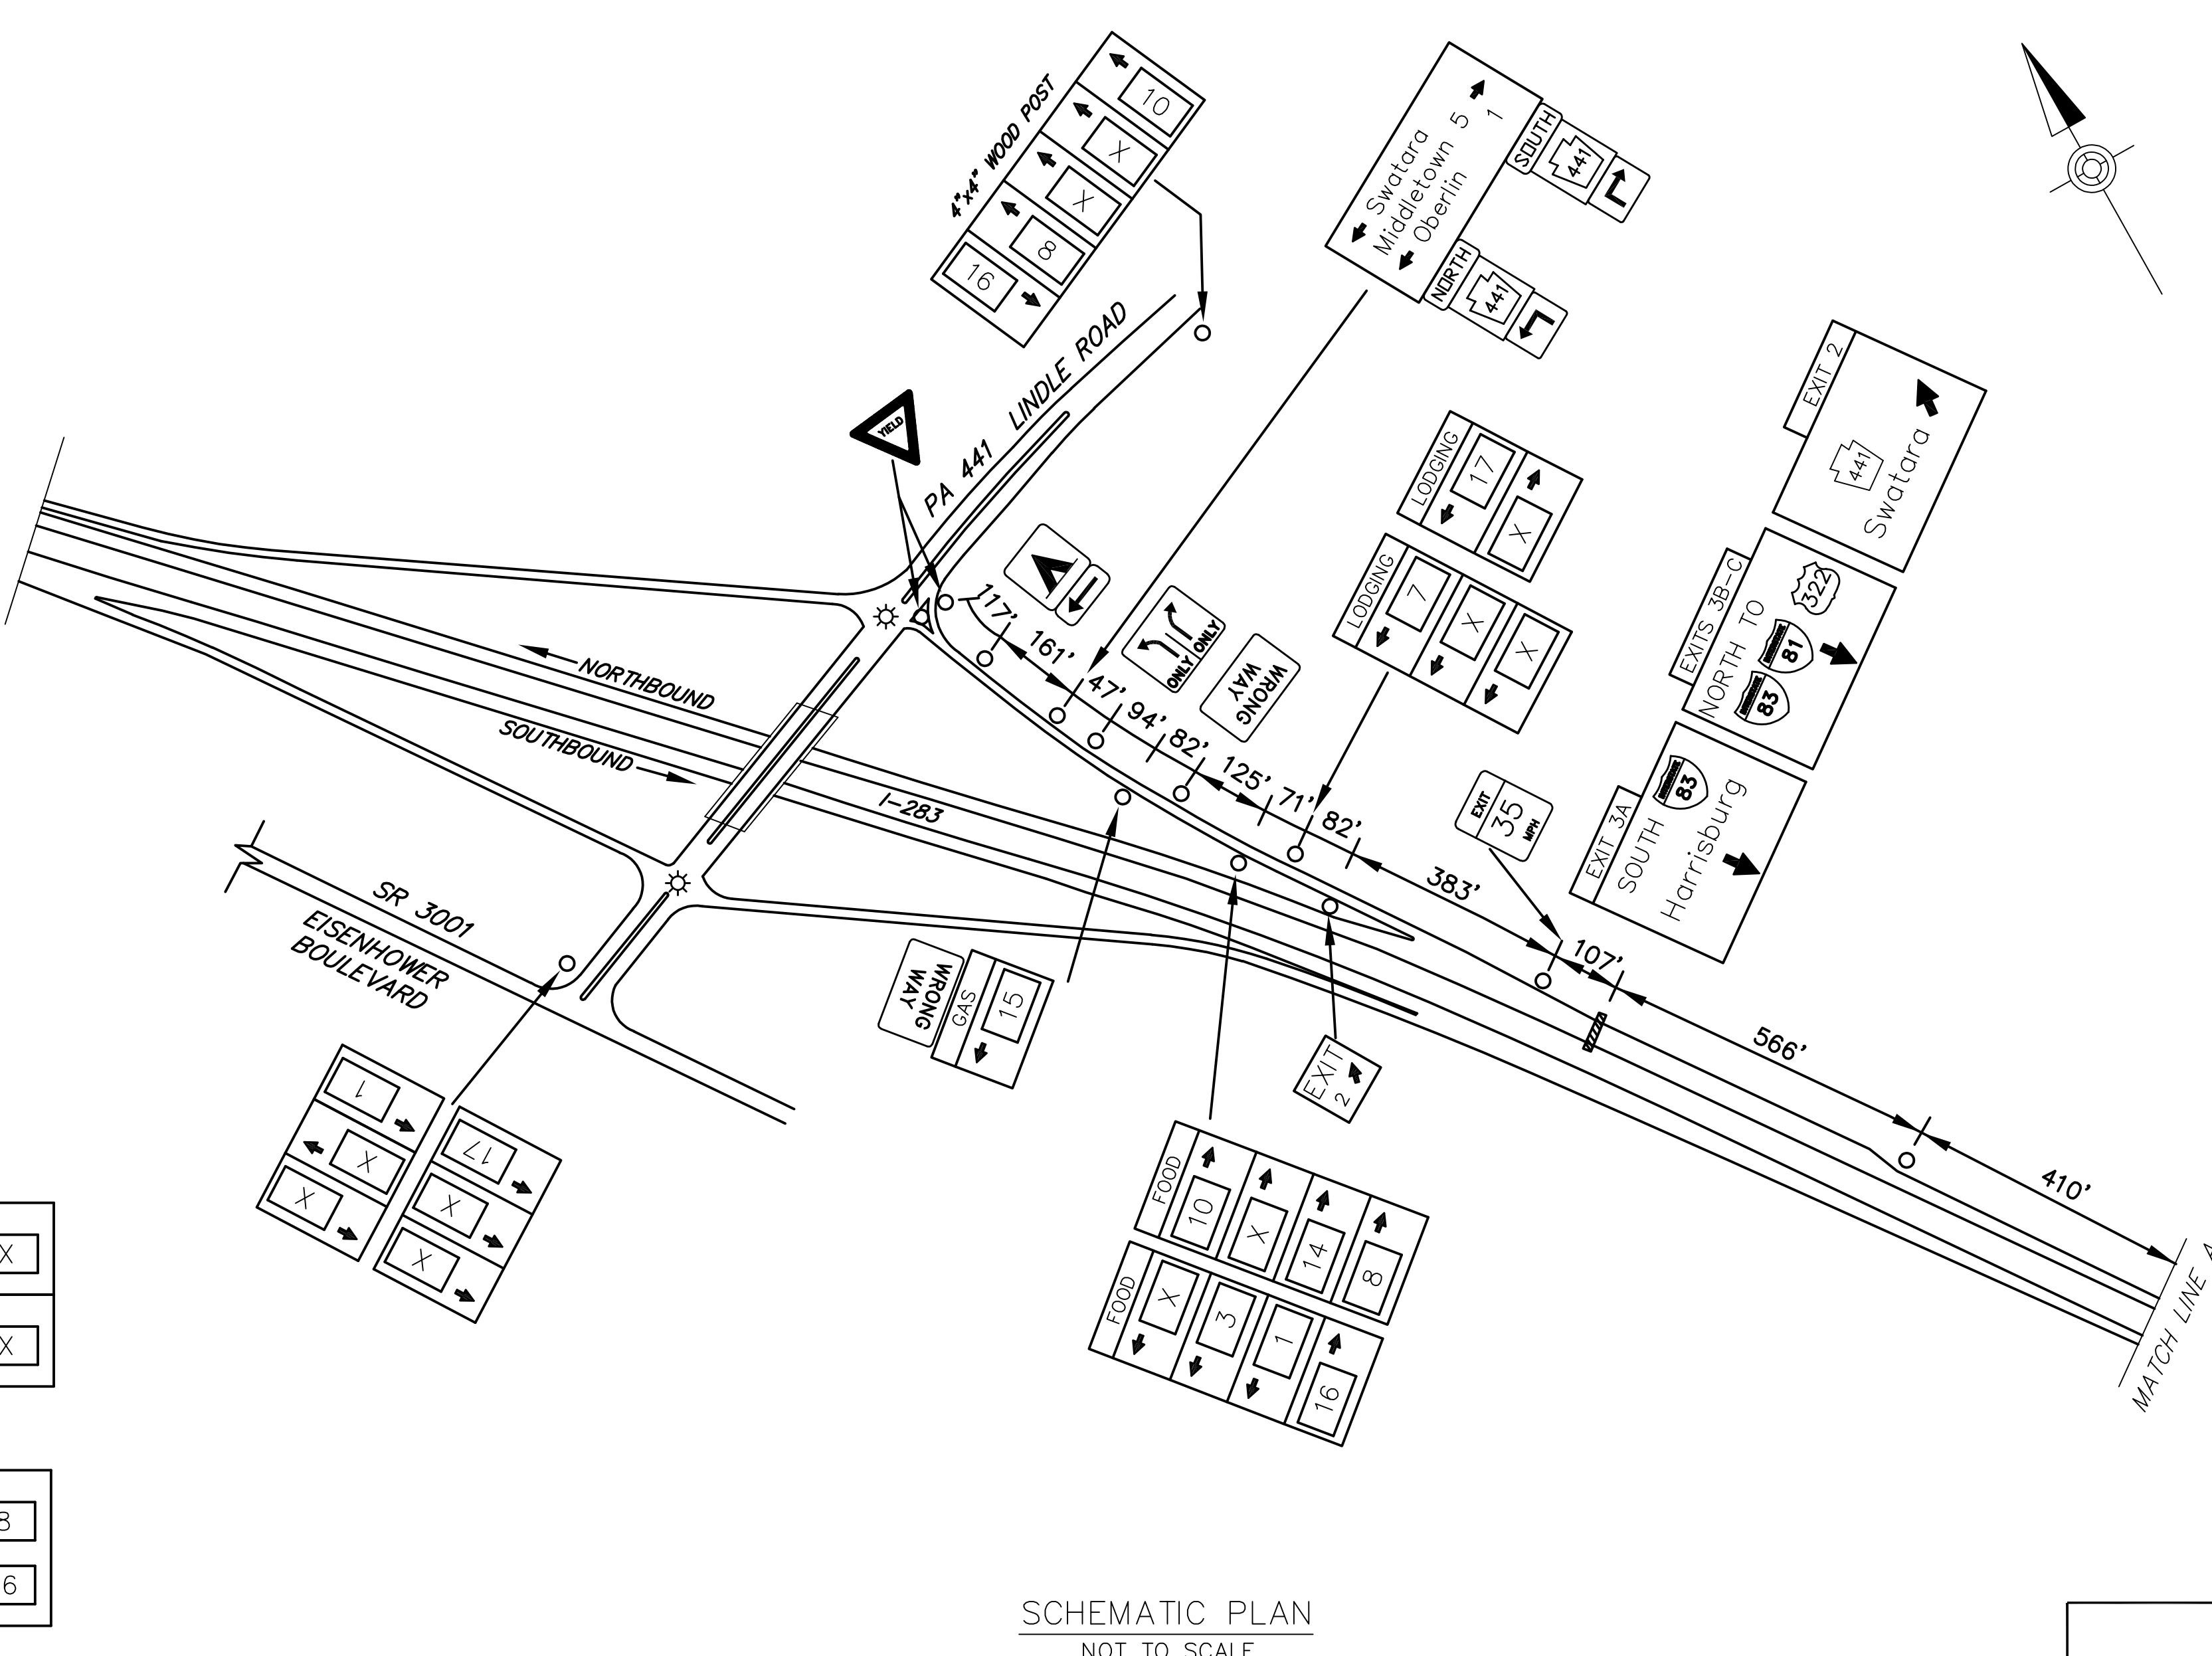 4"x4" WOOD POST
10
X
X
8
16
Swatara
Middletown 5
Oberlin 1
SOUTH
441
NORTH
441
EXIT 2
441
Swatara
EXITS 3B-C
NORTH TO
322
INTERSTATE
81
INTERSTATE
83
EXIT 3A
SOUTH
INTERSTATE
83
Harrisburg
YIELD
PA 441 LINDLE ROAD
LODGING
17
X
LODGING
7
X
X
ONLY ONLY
WRONG
WAY
117'
161'
47'
94'
82'
125'
71'
82'
383'
107'
566'
410'
EXIT
35
MPH
NORTHBOUND
SOUTHBOUND
I-283
SR 3001
EISENHOWER
BOULEVARD
WRONG
WAY
GAS
15
EXIT
2
1
X
X
17
X
X
FOOD
10
X
14
8
FOOD
X
3
1
16
X
X
8
6
MATCH LINE A
SCHEMATIC PLAN
NOT TO SCALE